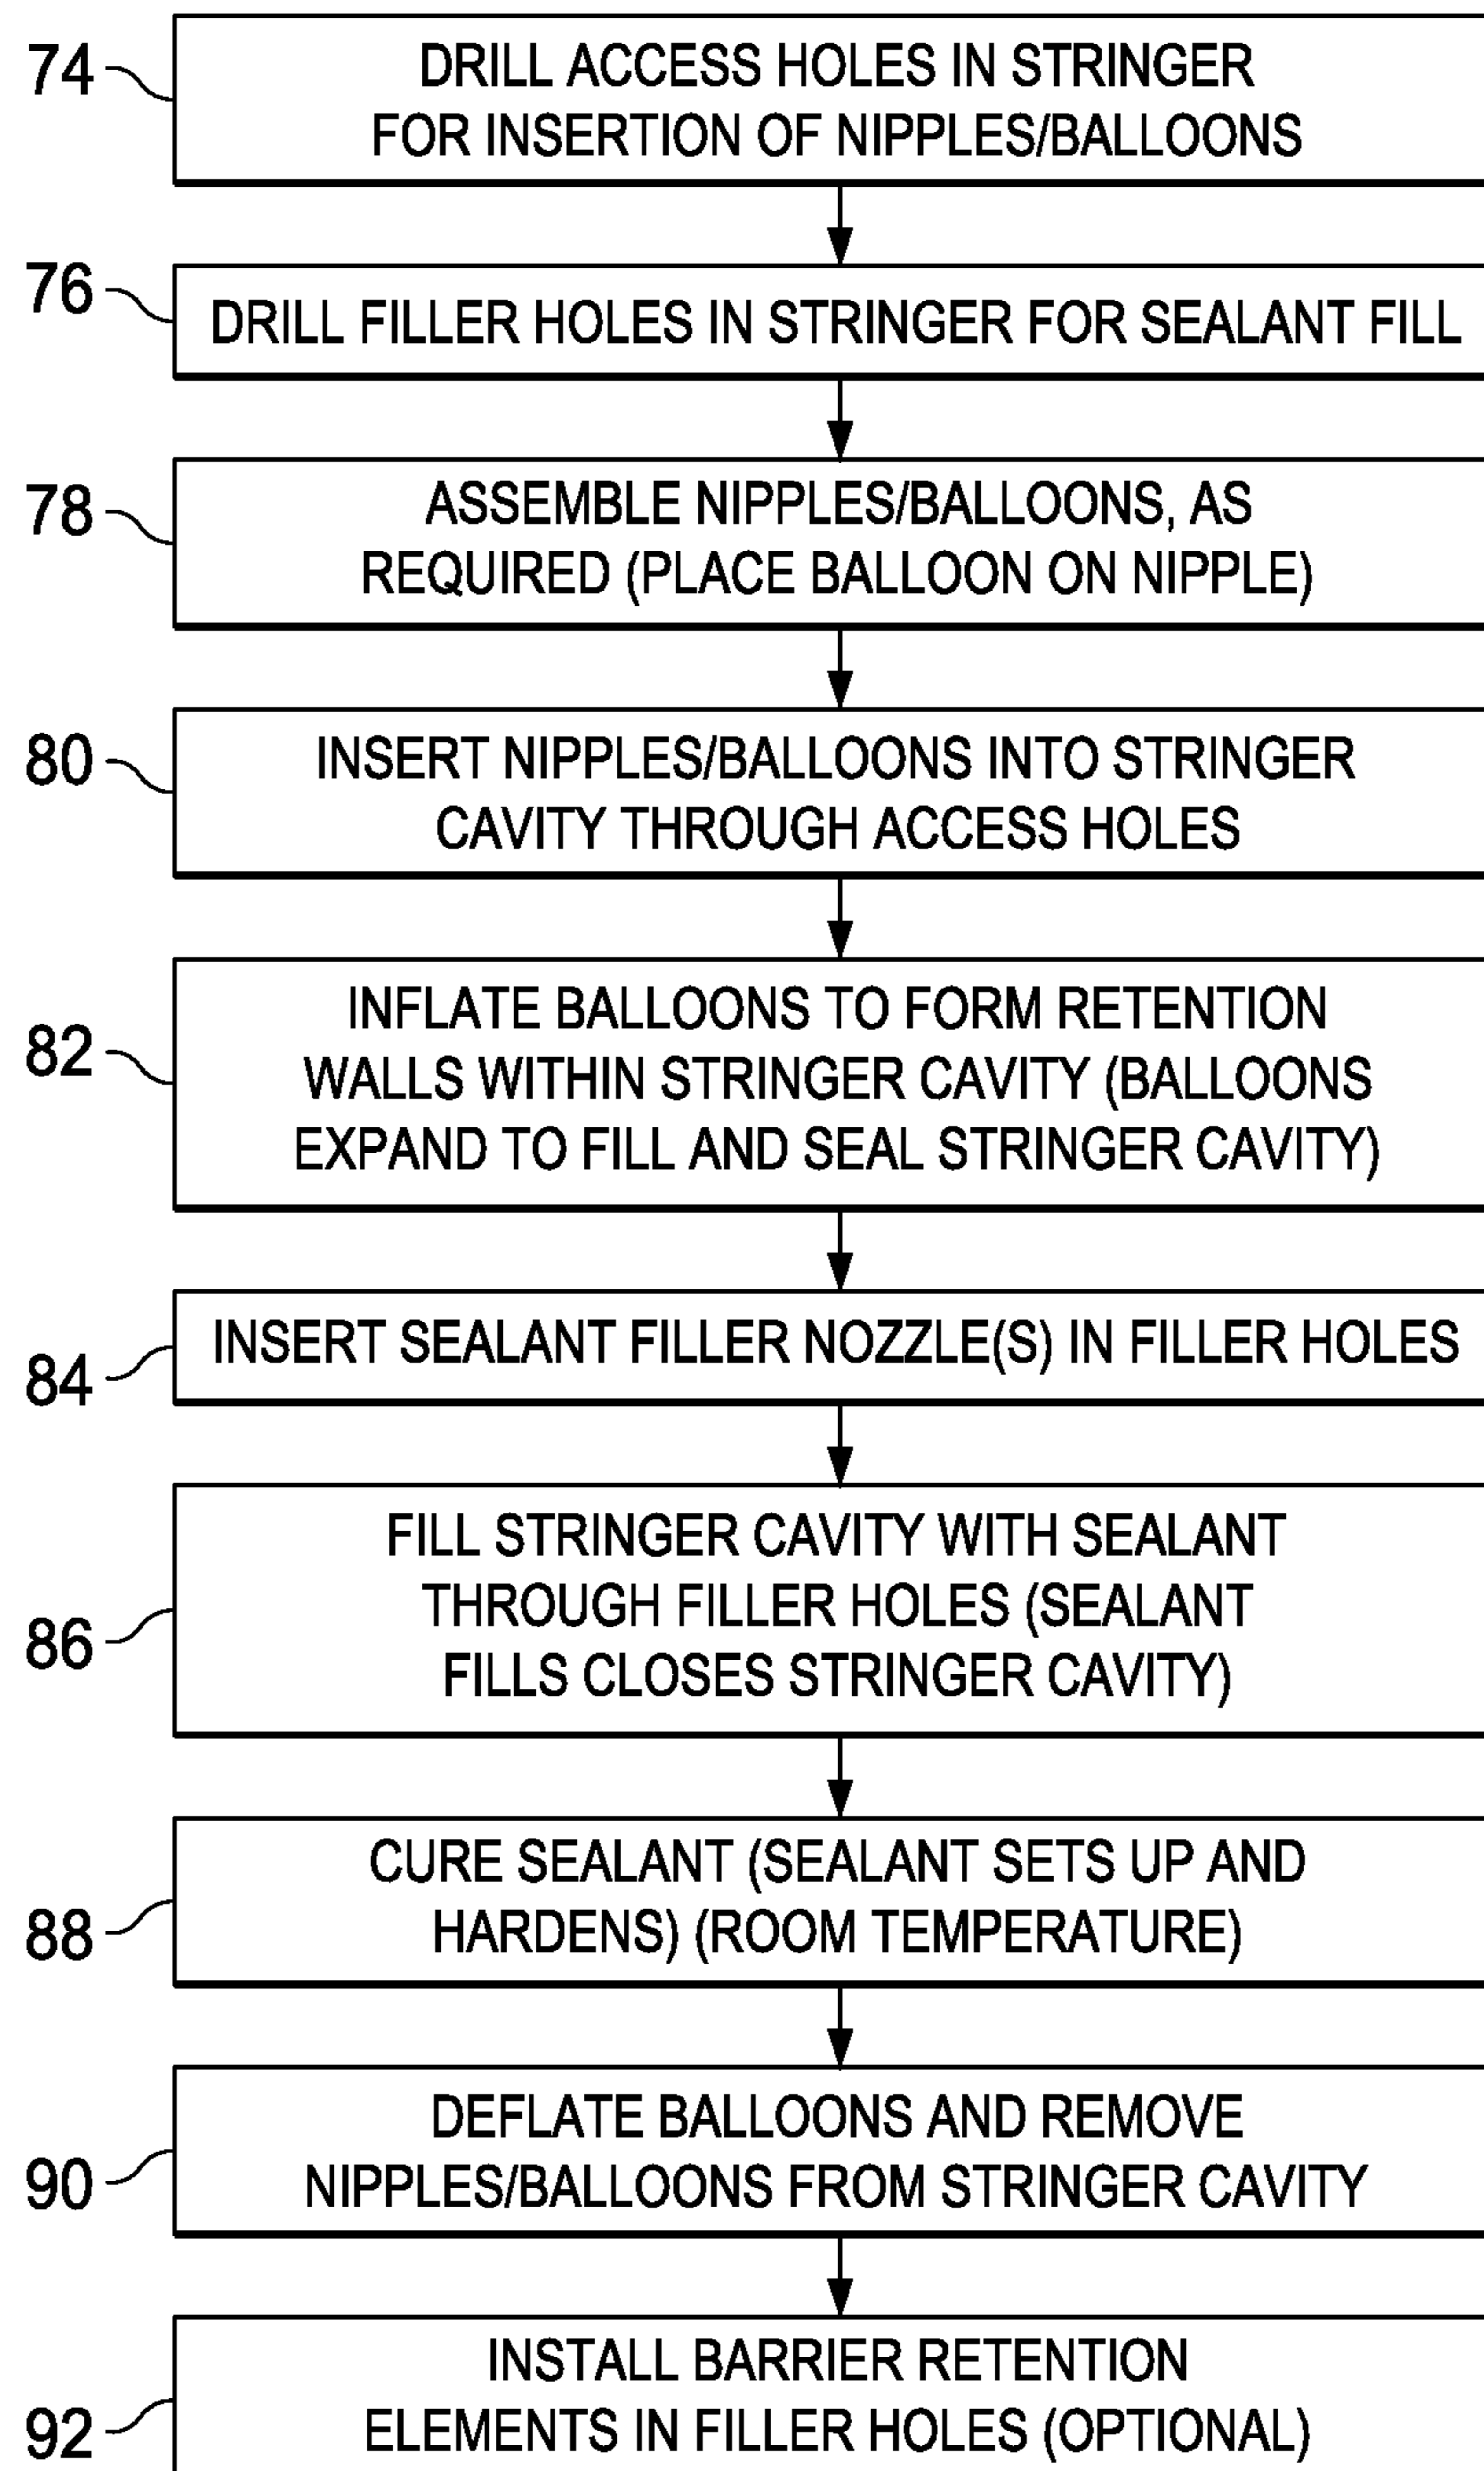 74
DRILL ACCESS HOLES IN STRINGER
FOR INSERTION OF NIPPLES/BALLOONS
76
DRILL FILLER HOLES IN STRINGER FOR SEALANT FILL
78
ASSEMBLE NIPPLES/BALLOONS, AS
REQUIRED (PLACE BALLOON ON NIPPLE)
80
INSERT NIPPLES/BALLOONS INTO STRINGER
CAVITY THROUGH ACCESS HOLES
82
INFLATE BALLOONS TO FORM RETENTION
WALLS WITHIN STRINGER CAVITY (BALLOONS
EXPAND TO FILL AND SEAL STRINGER CAVITY)
84
INSERT SEALANT FILLER NOZZLE(S) IN FILLER HOLES
86
FILL STRINGER CAVITY WITH SEALANT
THROUGH FILLER HOLES (SEALANT
FILLS CLOSES STRINGER CAVITY)
88
CURE SEALANT (SEALANT SETS UP AND
HARDENS) (ROOM TEMPERATURE)
90
DEFLATE BALLOONS AND REMOVE
NIPPLES/BALLOONS FROM STRINGER CAVITY
92
INSTALL BARRIER RETENTION
ELEMENTS IN FILLER HOLES (OPTIONAL)